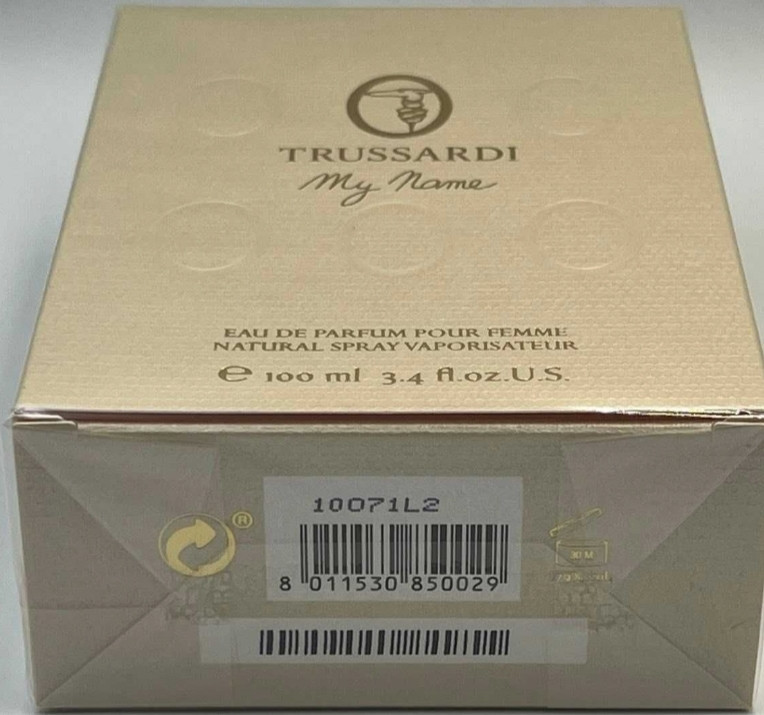 TRUSSARDI
My Name
EAU DE PARFUM POUR FEMME
NATURAL SPRAY VAPORISATEUR
℮ 100 ml 3.4 fl.oz.U.S.
10071L2
®
30 M
8 011530 850029